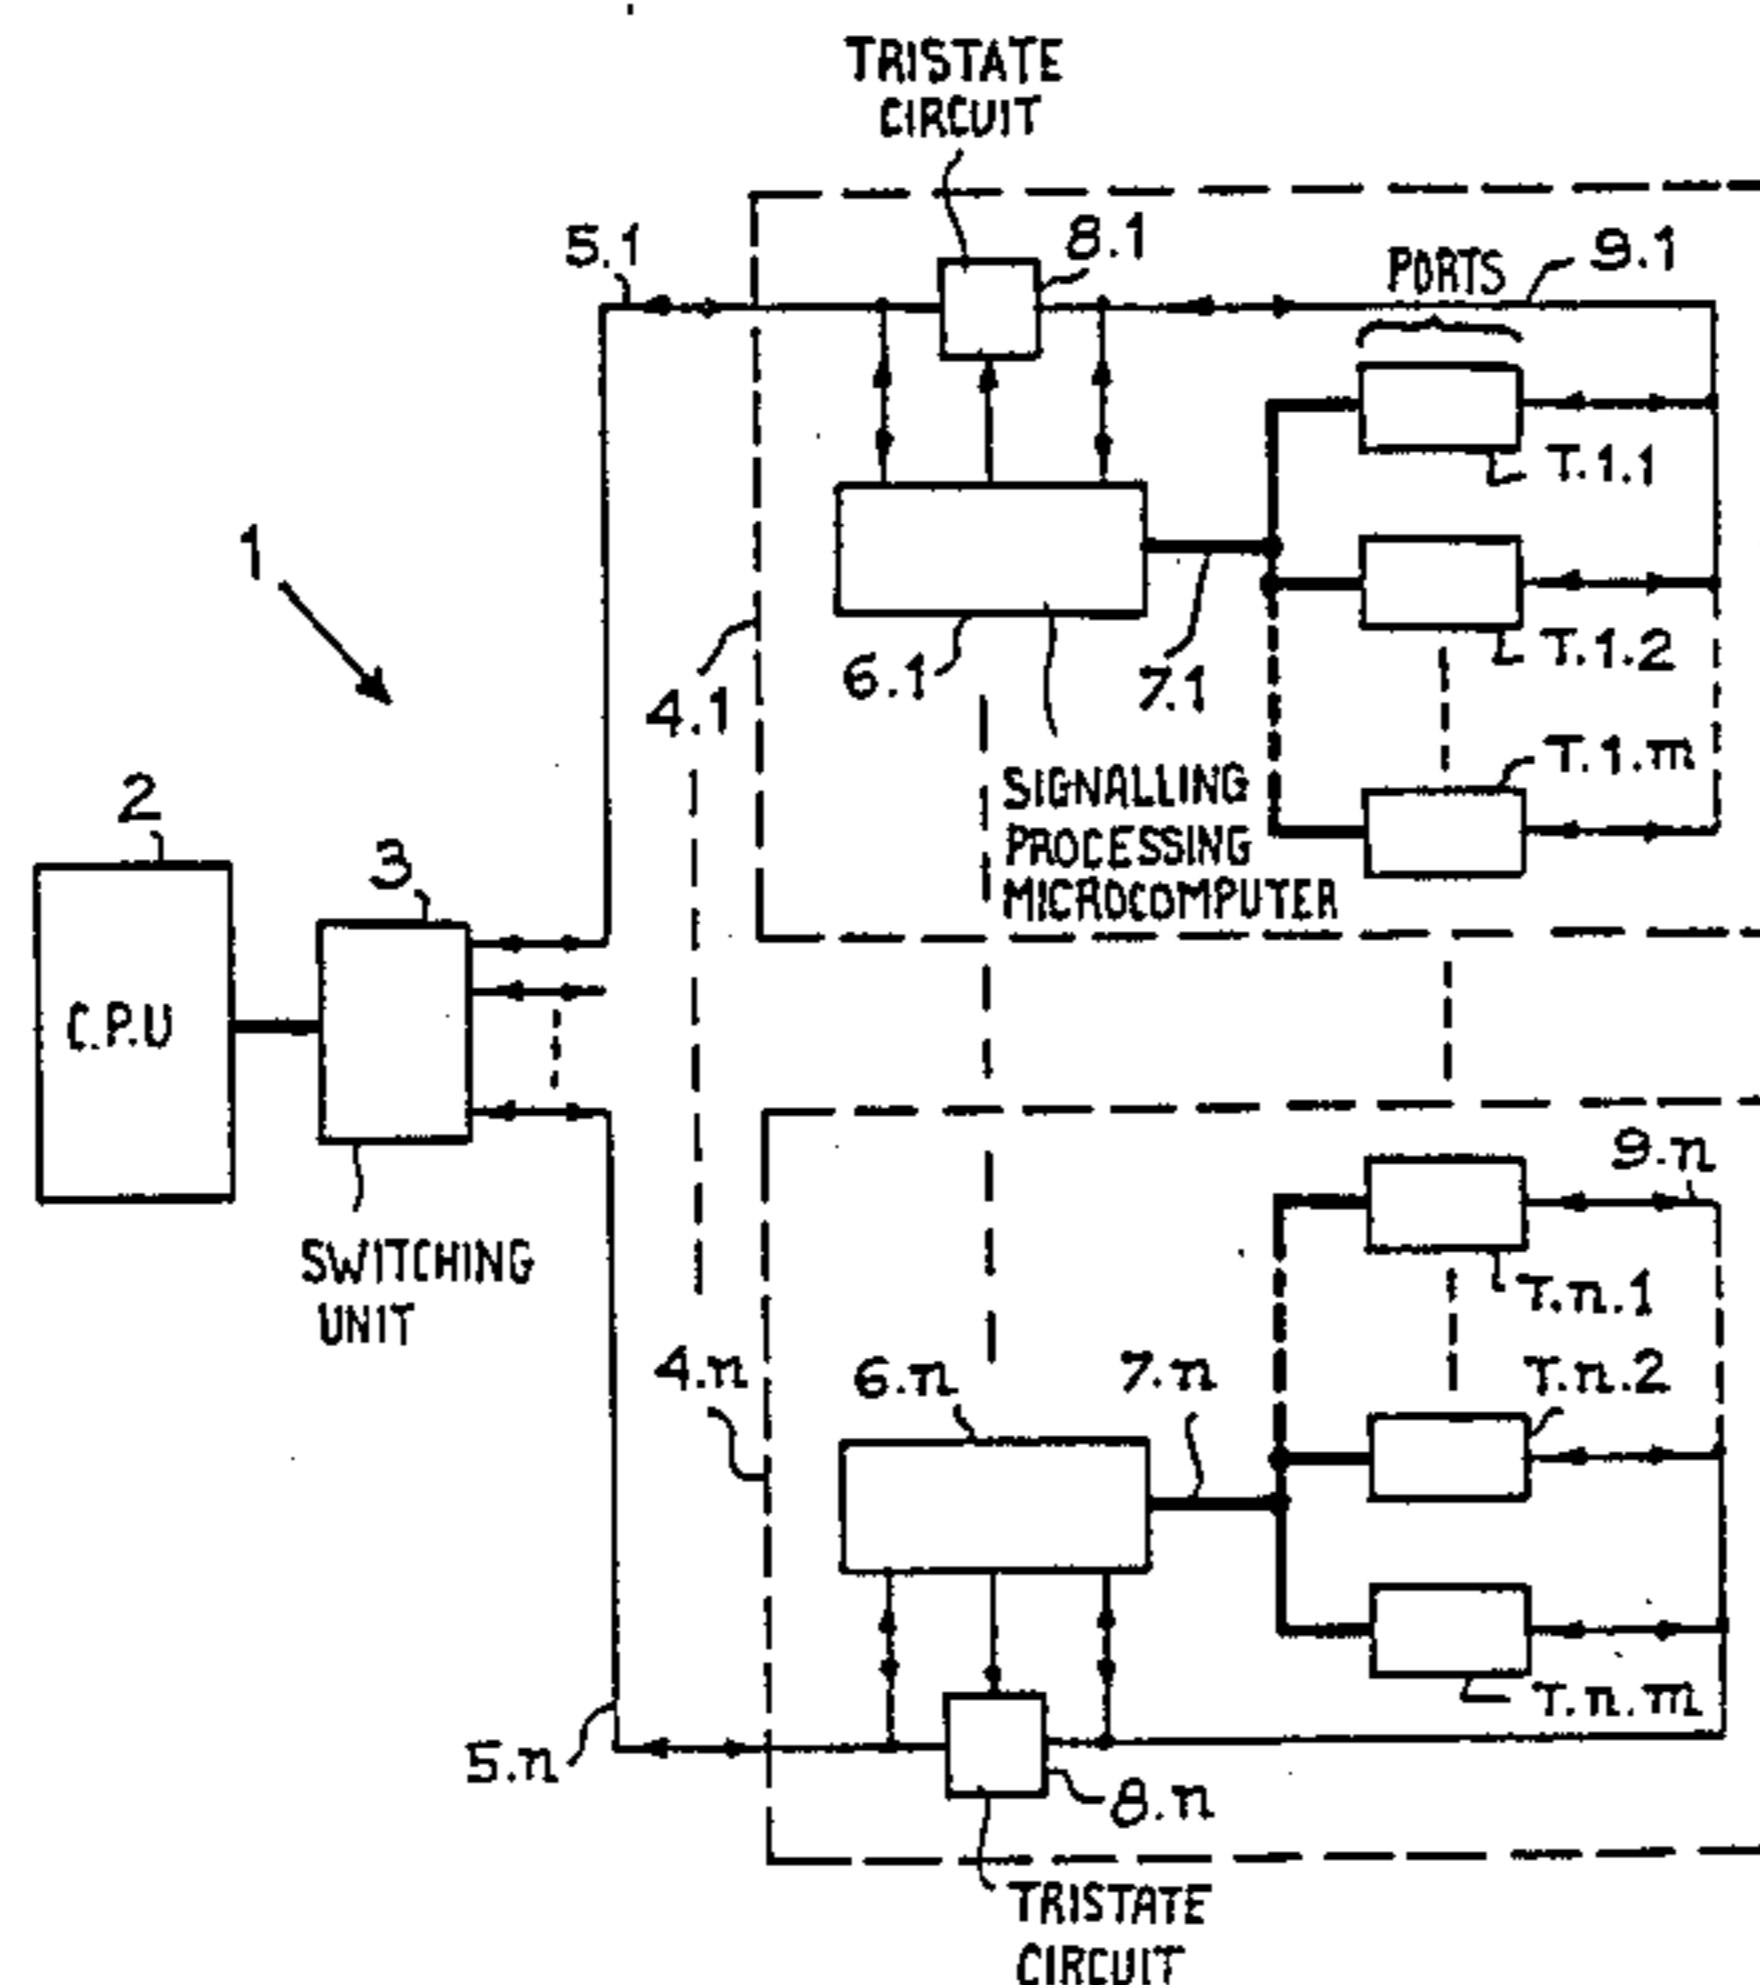 TRISTATE
CIRCUIT
5.1
8.1
PORTS
9.1
T.1.1
1
T.1.2
6.1
7.1
4.1
T.1.m
SIGNALLING
PROCESSING
MICROCOMPUTER
2
3
C.P.U
9.n
SWITCHING
UNIT
T.n.1
4.n
6.n
7.n
T.n.2
T.n.m
5.n
8.n
TRISTATE
CIRCUIT